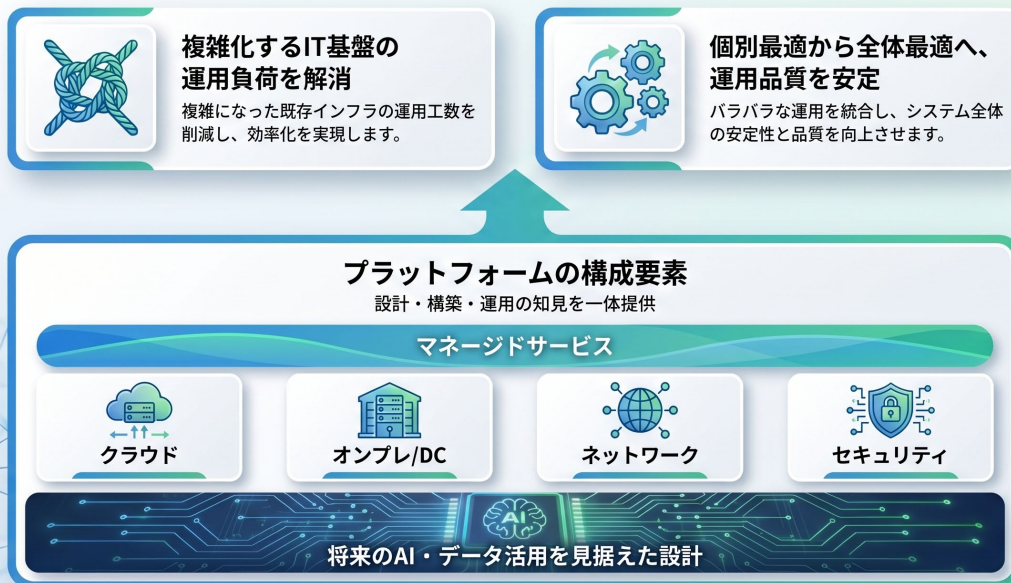 複雑化するIT基盤の
運用負荷を解消
複雑になった既存インフラの運用工数を
削減し、効率化を実現します。
個別最適から全体最適へ、
運用品質を安定
バラバラな運用を統合し、システム全体
の安定性と品質を向上させます。
プラットフォームの構成要素
設計・構築・運用の知見を一体提供
マネージドサービス
クラウド
オンプレ/DC
ネットワーク
セキュリティ
AI
将来のAI・データ活用を見据えた設計